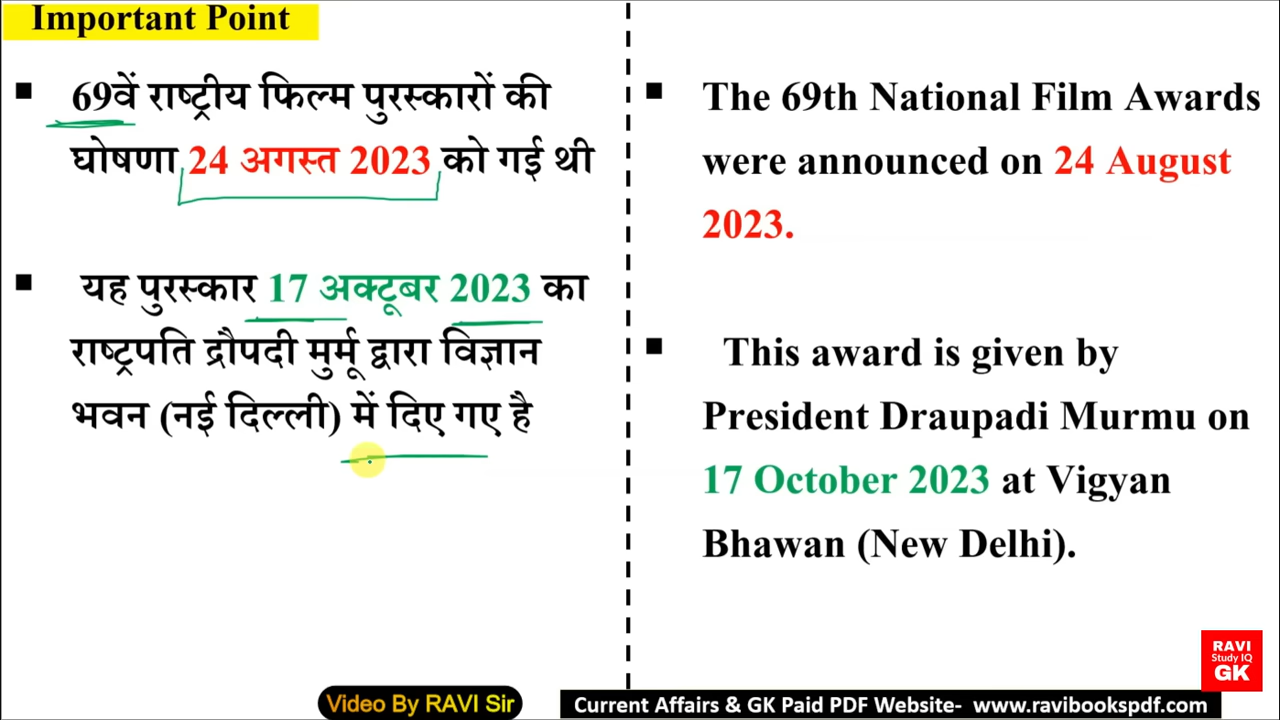 Important Point
▪ 69वें राष्ट्रीय फिल्म पुरस्कारों की
घोषणा 24 अगस्त 2023 को गई थी
▪ यह पुरस्कार 17 अक्टूबर 2023 का
राष्ट्रपति द्रौपदी मुर्मू द्वारा विज्ञान
भवन (नई दिल्ली) में दिए गए है
▪ The 69th National Film Awards
were announced on 24 August
2023.
▪ This award is given by
President Draupadi Murmu on
17 October 2023 at Vigyan
Bhawan (New Delhi).
RAVI
Study IQ
GK
Video By RAVI Sir
Current Affairs & GK Paid PDF Website- www.ravibookspdf.com